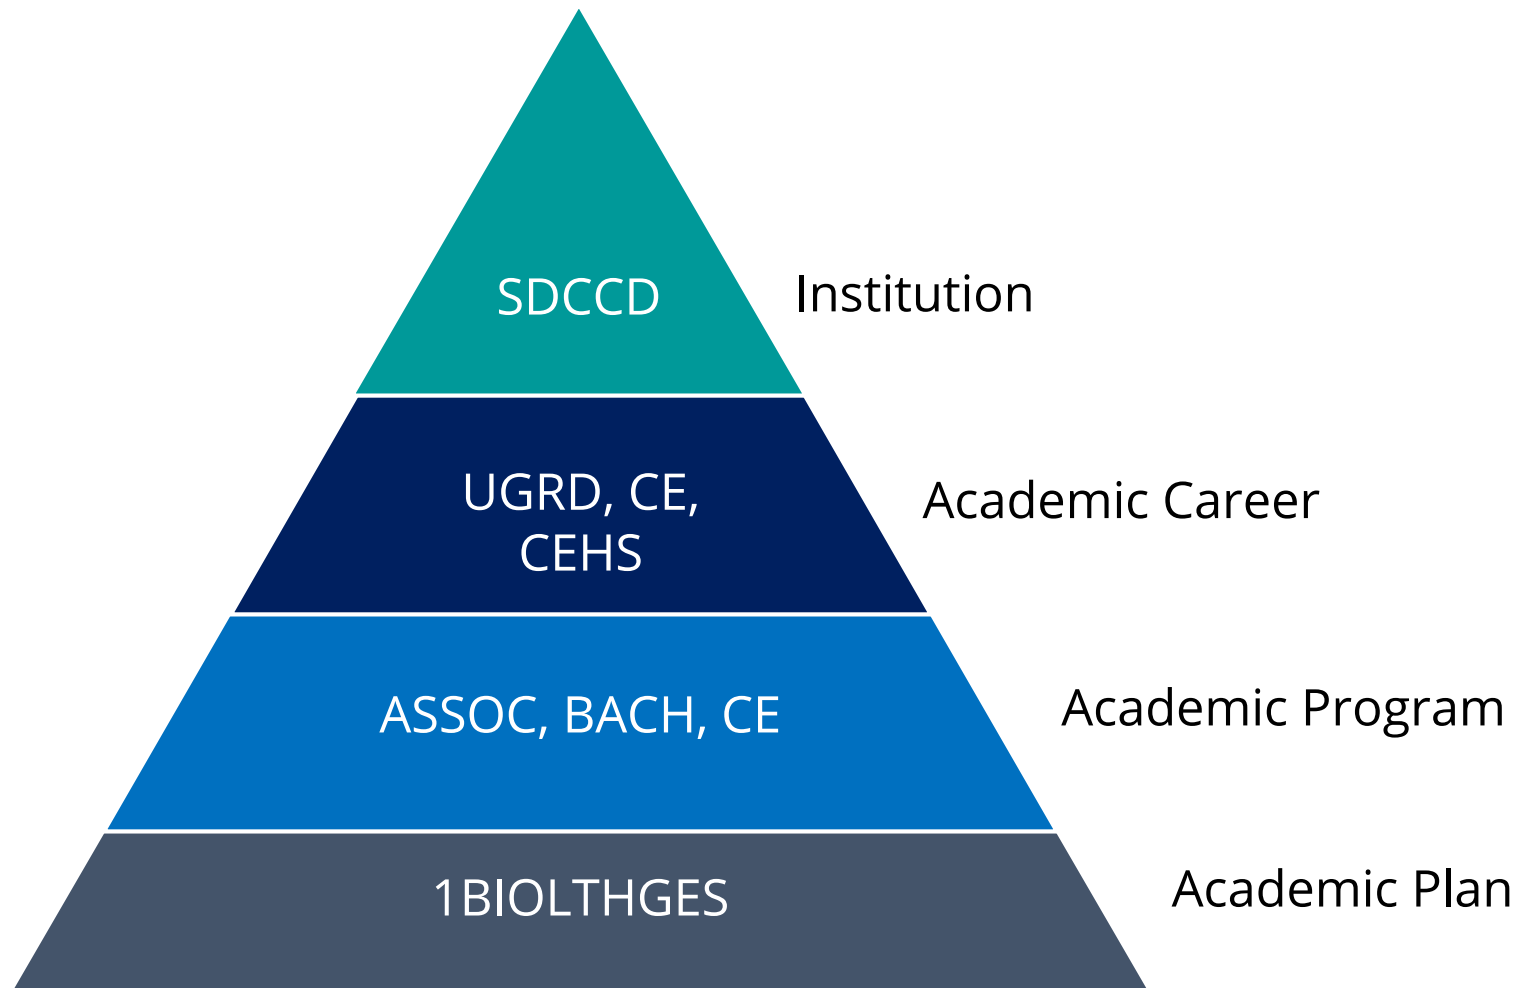 SDCCD
Institution
UGRD, CE,
CEHS
Academic Career
ASSOC, BACH, CE
Academic Program
1BIOLTHGES
Academic Plan